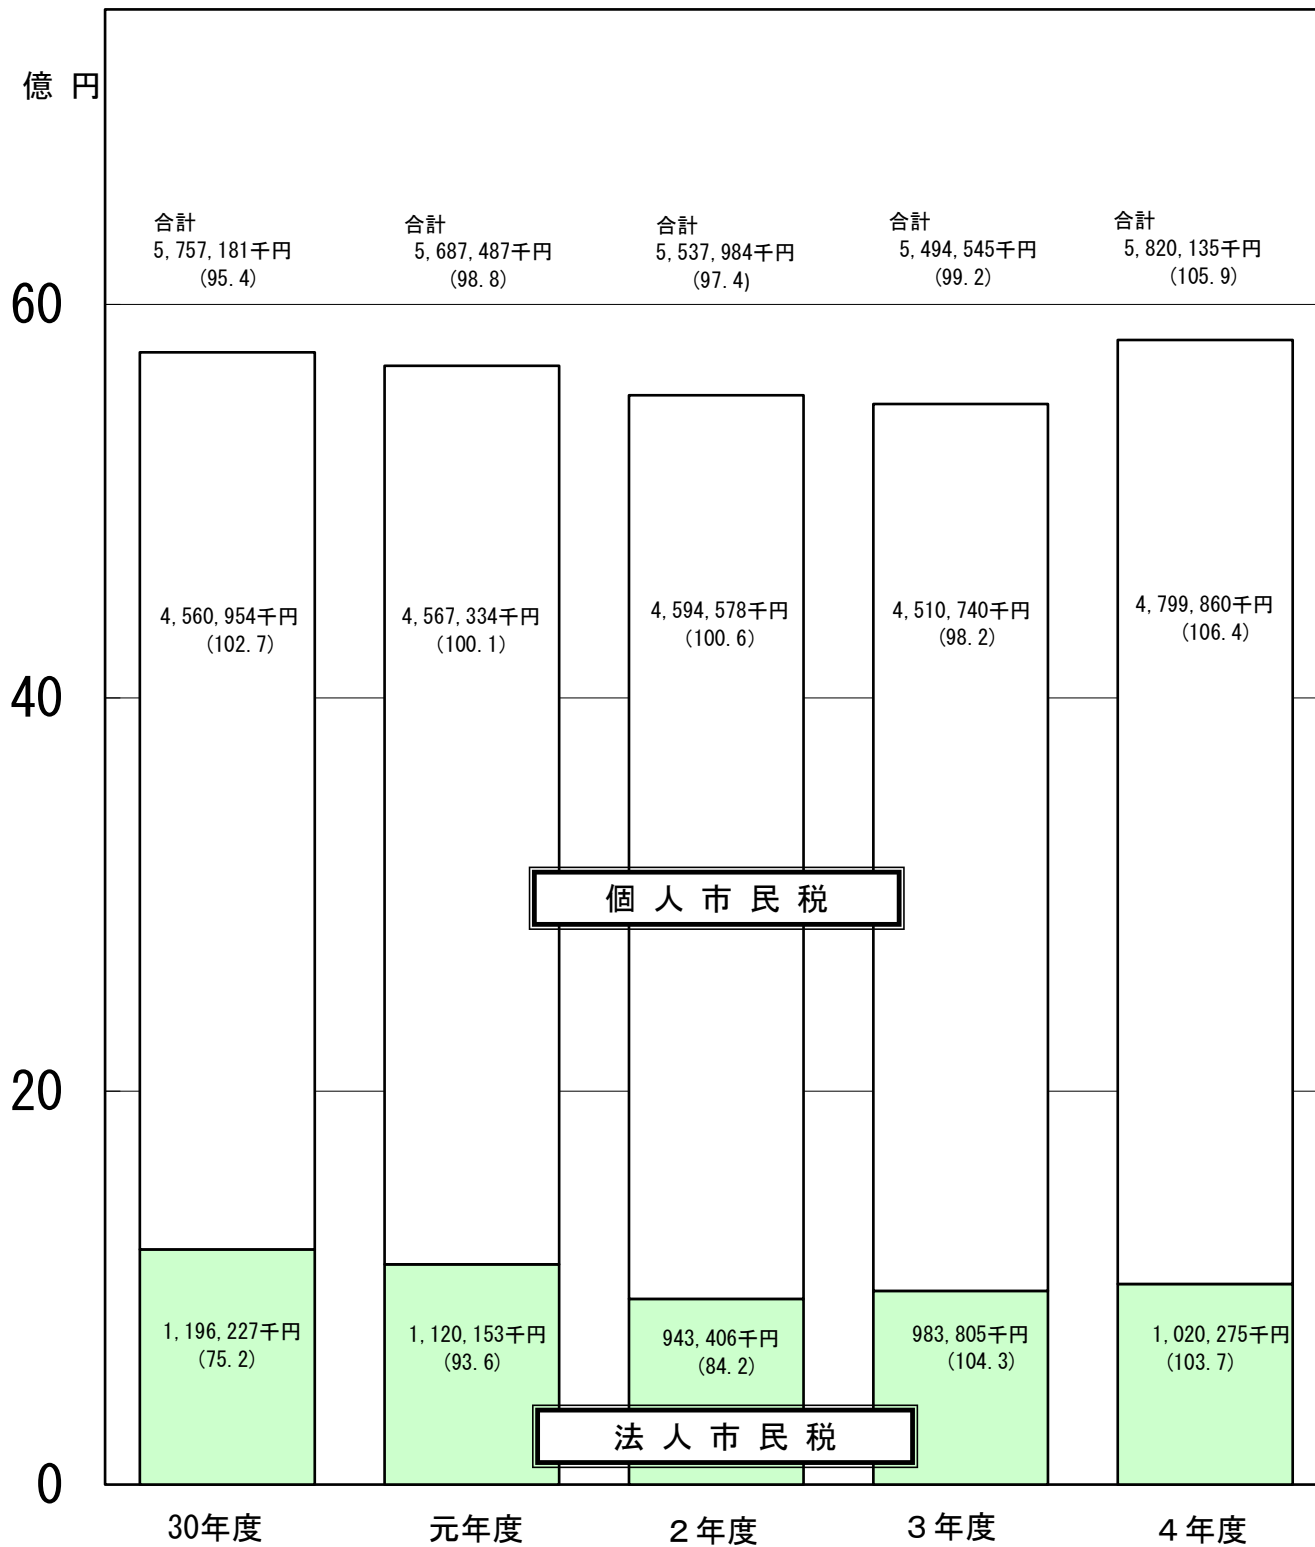 億 円
合計
5,757,181千円
(95.4)
合計
5,687,487千円
(98.8)
合計
5,537,984千円
(97.4)
合計
5,494,545千円
(99.2)
合計
5,820,135千円
(105.9)
60
4,560,954千円
(102.7)
4,567,334千円
(100.1)
4,594,578千円
(100.6)
4,510,740千円
(98.2)
4,799,860千円
(106.4)
40
個 人 市 民 税
20
1,196,227千円
(75.2)
1,120,153千円
(93.6)
943,406千円
(84.2)
983,805千円
(104.3)
1,020,275千円
(103.7)
法 人 市 民 税
0
30年度
元年度
２年度
３年度
４年度